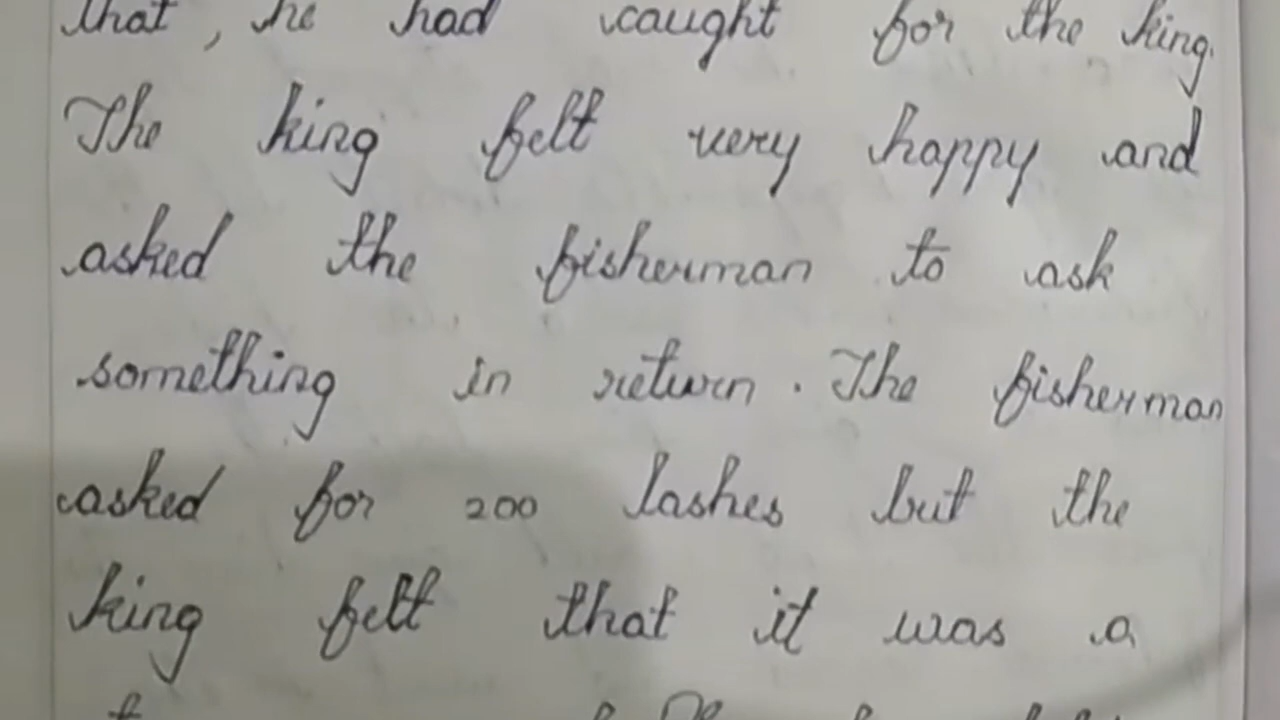 that, he had caught for the king.
The king felt very happy and
asked the fisherman to ask
something in return. The fisherman
asked for 200 lashes but the
king felt that it was a